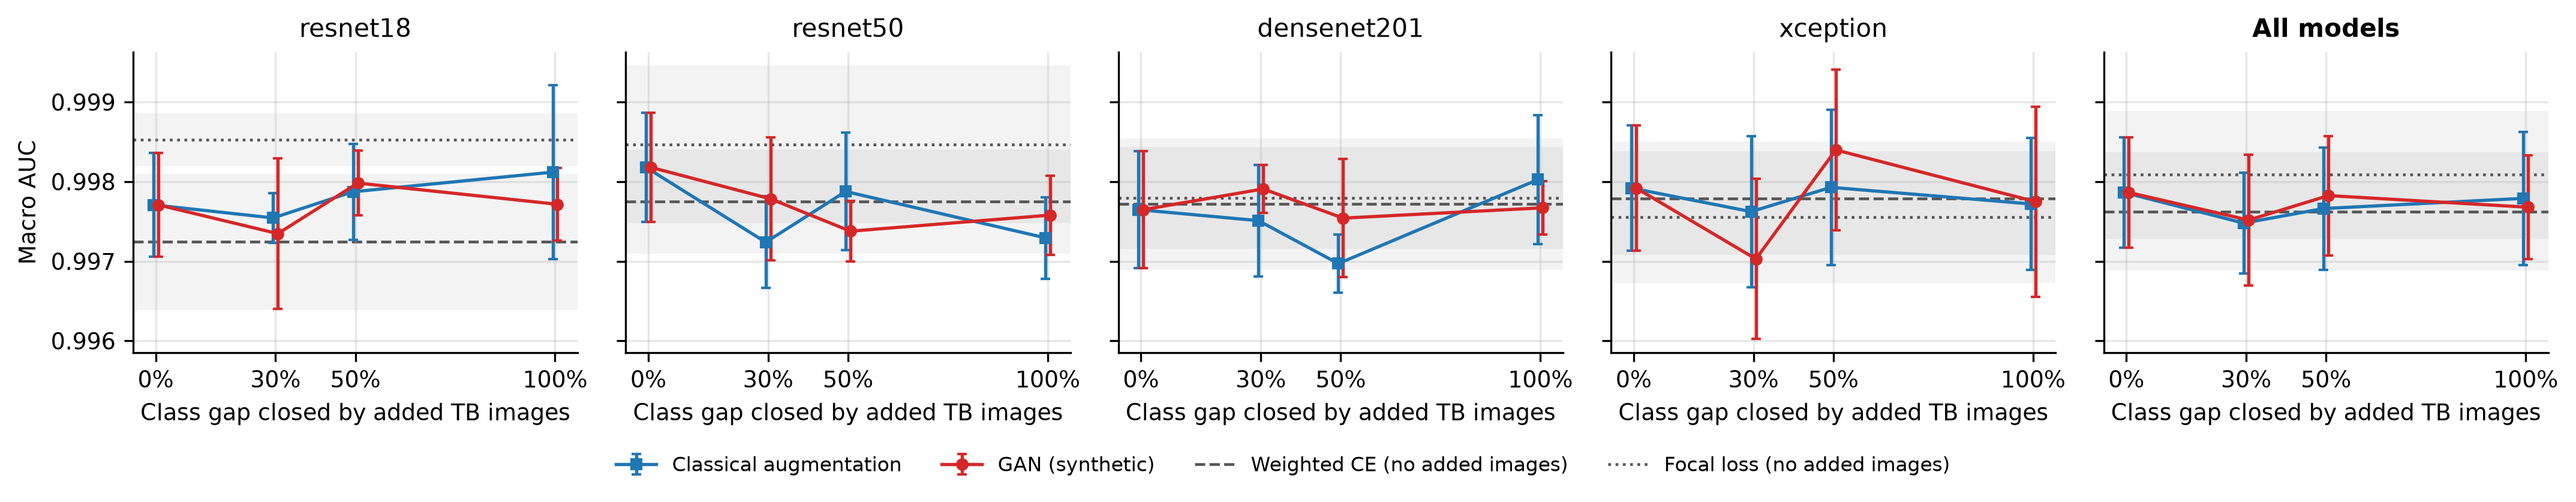 resnet18
resnet50
densenet201
xception
All models
Macro AUC
0.999
0.998
0.997
0.996
0% 30% 50% 100%
0% 30% 50% 100%
0% 30% 50% 100%
0% 30% 50% 100%
0% 30% 50% 100%
Class gap closed by added TB images
Class gap closed by added TB images
Class gap closed by added TB images
Class gap closed by added TB images
Class gap closed by added TB images
Classical augmentation
GAN (synthetic)
Weighted CE (no added images)
Focal loss (no added images)